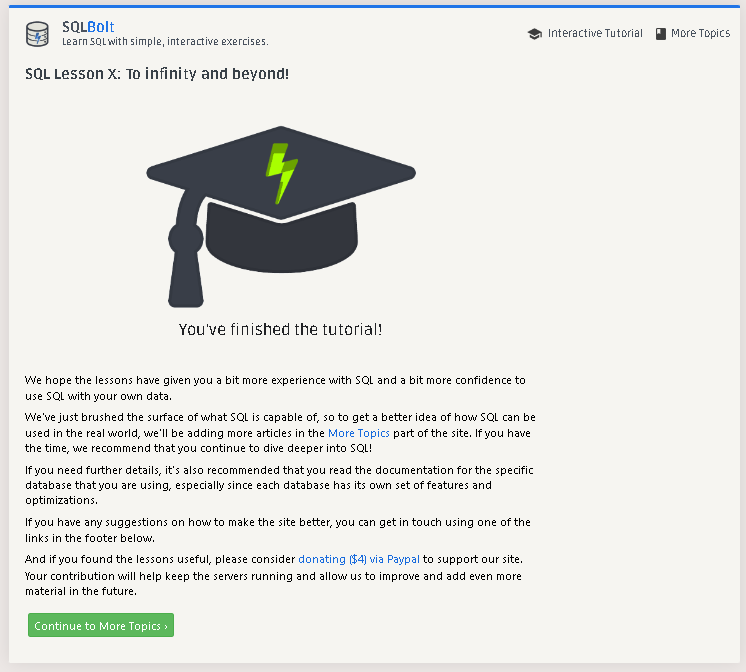 SQLBolt
Learn SQL with simple, interactive exercises.
Interactive Tutorial
More Topics
SQL Lesson X: To infinity and beyond!
You've finished the tutorial!
We hope the lessons have given you a bit more experience with SQL and a bit more confidence to
use SQL with your own data.
We've just brushed the surface of what SQL is capable of, so to get a better idea of how SQL can be
used in the real world, we'll be adding more articles in the More Topics part of the site. If you have
the time, we recommend that you continue to dive deeper into SQL!
If you need further details, it's also recommended that you read the documentation for the specific
database that you are using, especially since each database has its own set of features and
optimizations.
If you have any suggestions on how to make the site better, you can get in touch using one of the
links in the footer below.
And if you found the lessons useful, please consider donating ($4) via Paypal to support our site.
Your contribution will help keep the servers running and allow us to improve and add even more
material in the future.
Continue to More Topics ›